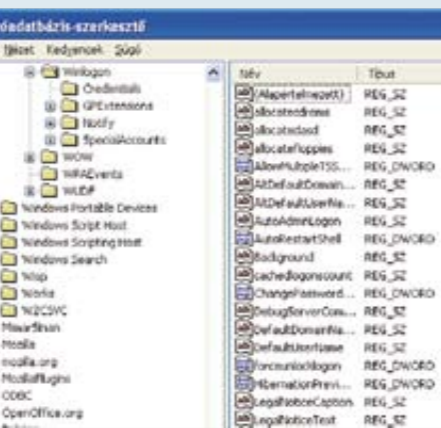 óadatbázis-szerkesztő
Nézet Kedvencek Súgó
Winlogon
Credentials
GPExtensions
Notify
SpecialAccounts
WOW
WPAEvents
WUDF
Windows Portable Devices
Windows Script Host
Windows Scripting Host
Windows Search
Wisp
Works
WZCSVC
Mozilla
mozilla.org
MozillaPlugins
ODBC
OpenOffice.org
Név Típus
(Alapértelmezett) REG_SZ
allocatecdroms REG_SZ
allocatedasd REG_SZ
allocatefloppies REG_SZ
AllowMultipleTSS... REG_DWORD
AltDefaultDomain... REG_SZ
AltDefaultUserNa... REG_SZ
AutoAdminLogon REG_SZ
AutoRestartShell REG_DWORD
Background REG_SZ
cachedlogonscount REG_SZ
ChangePassword... REG_DWORD
DebugServerCom... REG_SZ
DefaultDomainNa... REG_SZ
DefaultUserName REG_SZ
forceunlocklogon REG_DWORD
HibernationPrevi... REG_DWORD
LegalNoticeCaption REG_SZ
LegalNoticeText REG_SZ